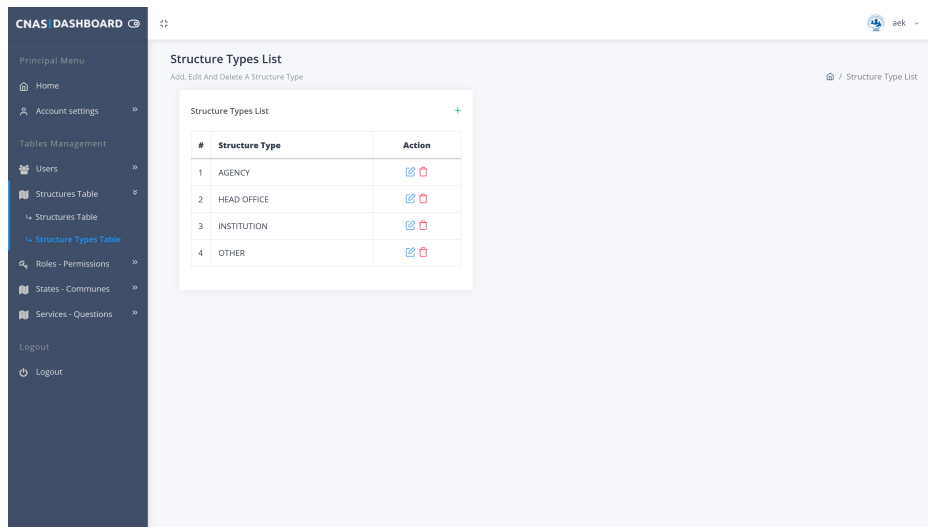 CNAS|DASHBOARD
aek
Principal Menu
Home
Account settings
Tables Management
Users
Structures Table
Structures Table
Structure Types Table
Roles - Permissions
States - Communes
Services - Questions
Logout
Logout
Structure Types List
Add, Edit And Delete A Structure Type
/ Structure Type List
Structure Types List +
# Structure Type Action
1 AGENCY
2 HEAD OFFICE
3 INSTITUTION
4 OTHER